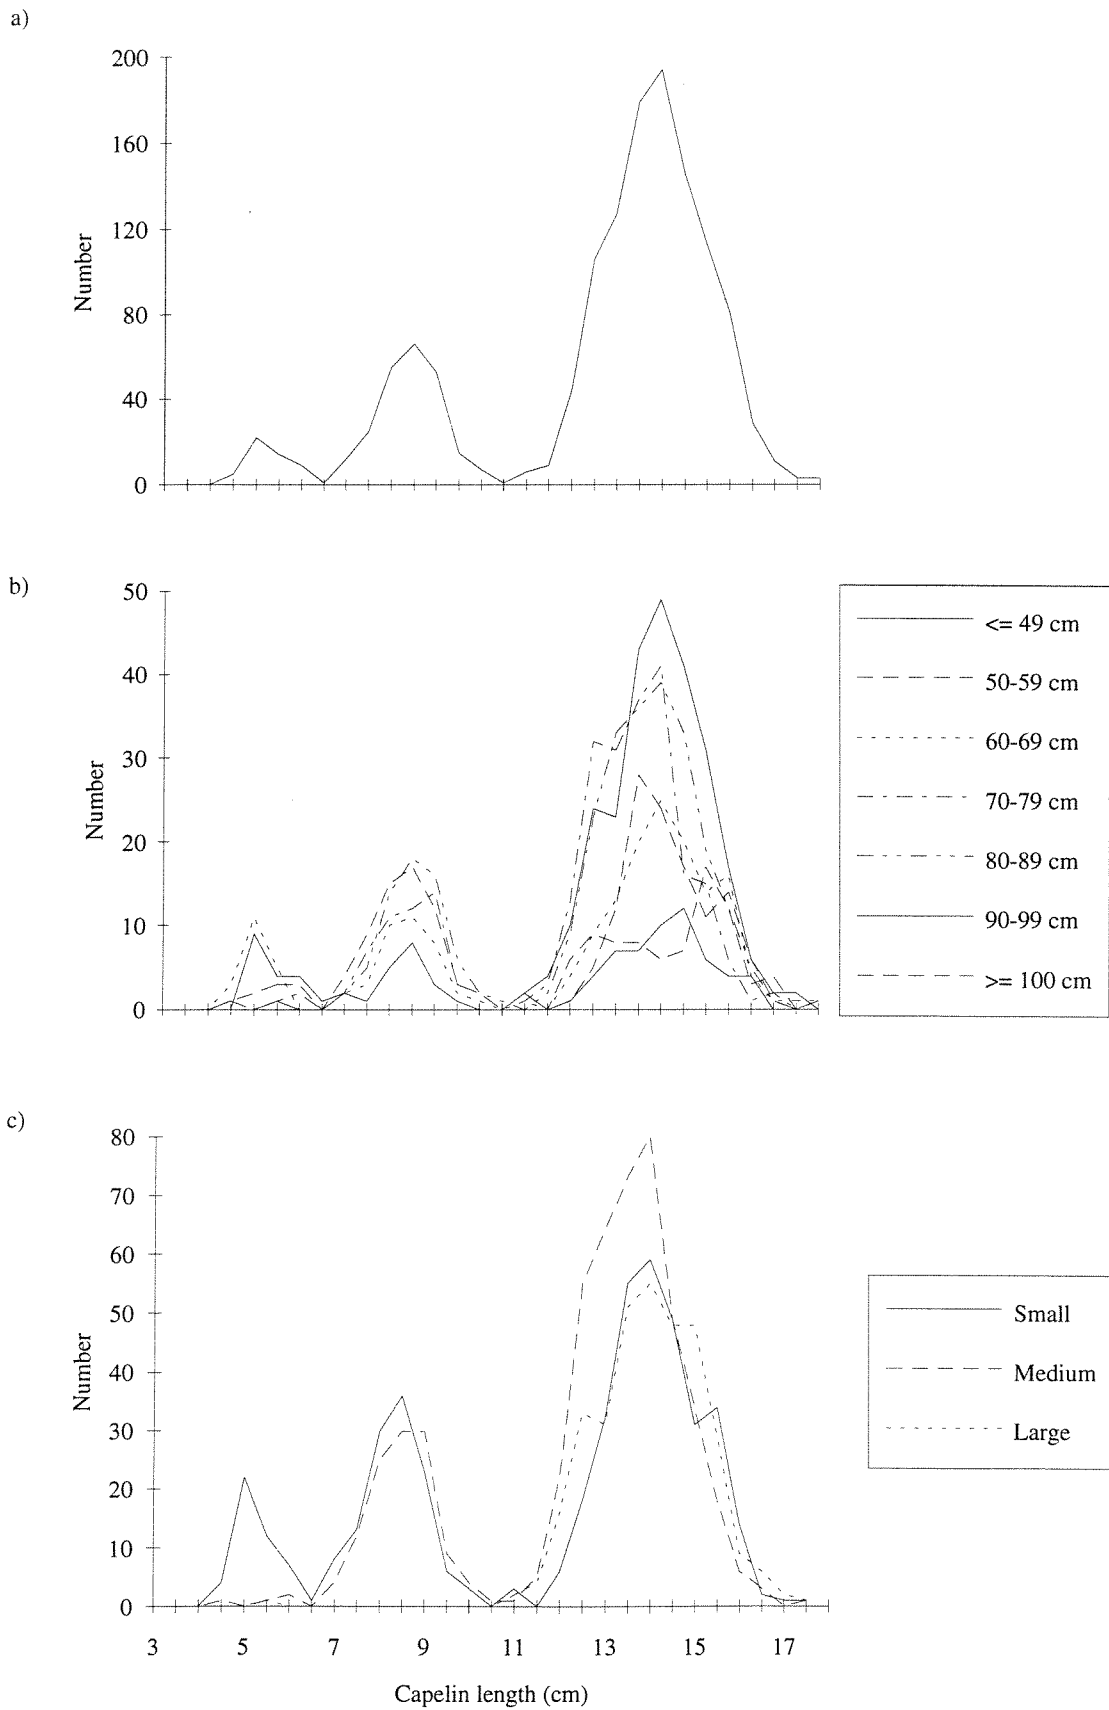 a)
200
160
120
80
40
0
Number
b)
50
40
30
20
10
0
Number
<= 49 cm
50-59 cm
60-69 cm
70-79 cm
80-89 cm
90-99 cm
>= 100 cm
c)
80
70
60
50
40
30
20
10
0
Number
Small
Medium
Large
3 5 7 9 11 13 15 17
Capelin length (cm)